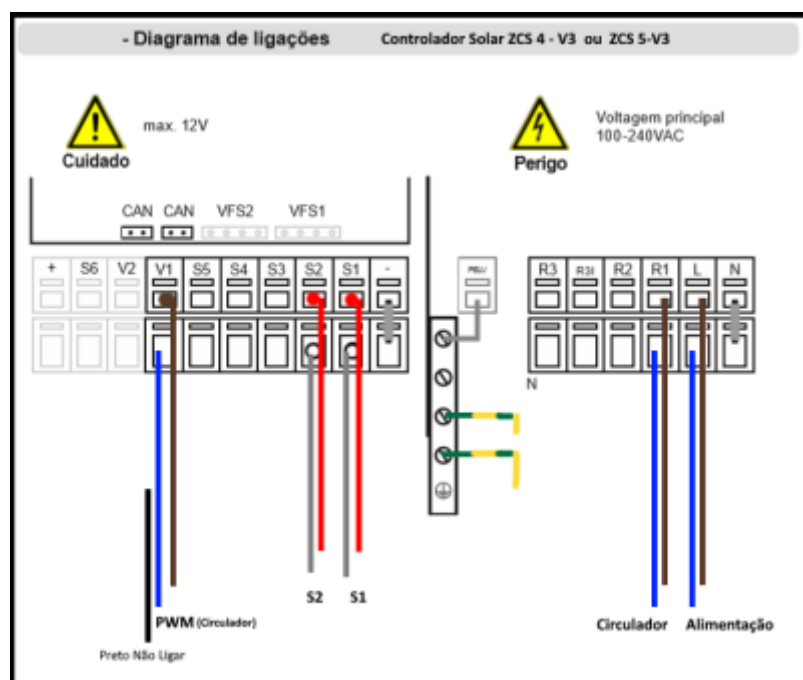 - Diagrama de ligações Controlador Solar ZCS 4 - V3 ou ZCS 5-V3
max. 12V
Cuidado
Voltagem principal
100-240VAC
Perigo
CAN CAN VFS2 VFS1
+ S6 V2 V1 S5 S4 S3 S2 S1 -
R3 R3I R2 R1 L N
N
S2 S1
PWM (Circulador)
Circulador Alimentação
Preto Não Ligar